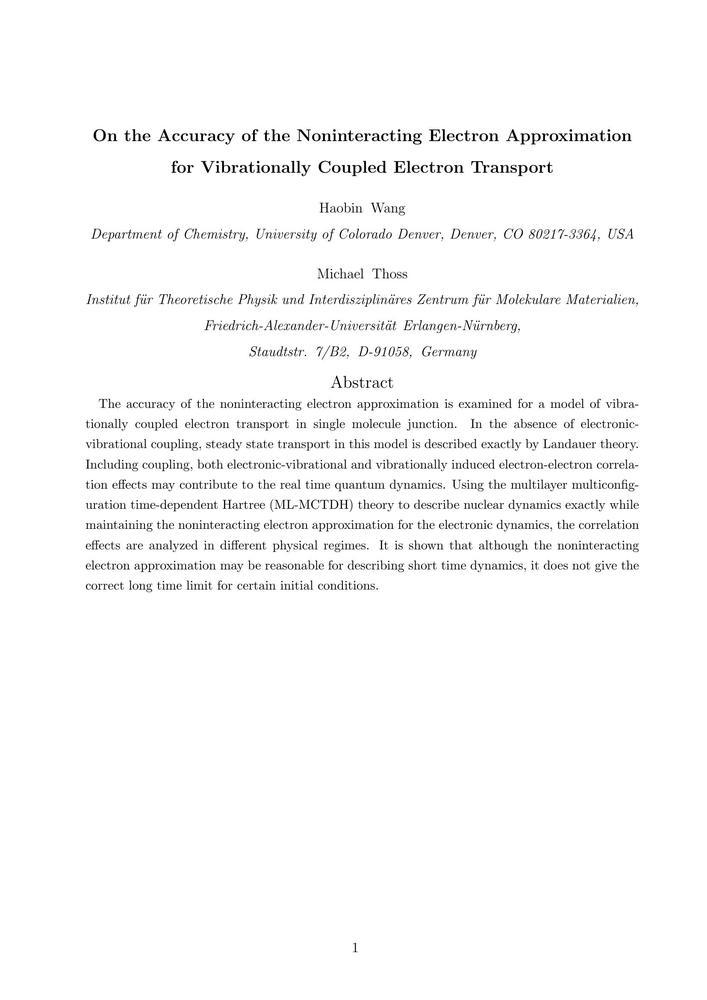 On the Accuracy of the Noninteracting Electron Approximation
for Vibrationally Coupled Electron Transport
Haobin Wang
Department of Chemistry, University of Colorado Denver, Denver, CO 80217-3364, USA
Michael Thoss
Institut für Theoretische Physik und Interdisziplinäres Zentrum für Molekulare Materialien,
Friedrich-Alexander-Universität Erlangen-Nürnberg,
Staudtstr. 7/B2, D-91058, Germany
Abstract
The accuracy of the noninteracting electron approximation is examined for a model of vibra-
tionally coupled electron transport in single molecule junction. In the absence of electronic-
vibrational coupling, steady state transport in this model is described exactly by Landauer theory.
Including coupling, both electronic-vibrational and vibrationally induced electron-electron correla-
tion effects may contribute to the real time quantum dynamics. Using the multilayer multiconfig-
uration time-dependent Hartree (ML-MCTDH) theory to describe nuclear dynamics exactly while
maintaining the noninteracting electron approximation for the electronic dynamics, the correlation
effects are analyzed in different physical regimes. It is shown that although the noninteracting
electron approximation may be reasonable for describing short time dynamics, it does not give the
correct long time limit for certain initial conditions.
1